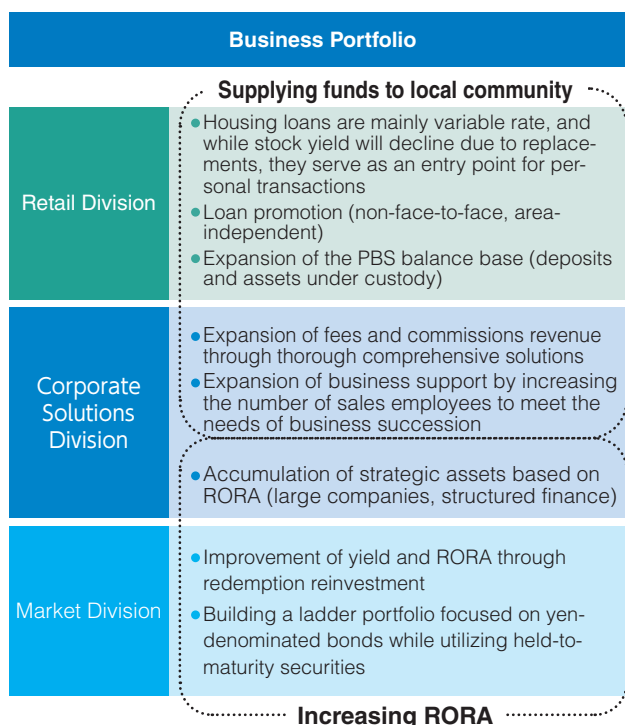 Business Portfolio
Supplying funds to local community
Retail Division
●Housing loans are mainly variable rate, and
while stock yield will decline due to replace-
ments, they serve as an entry point for per-
sonal transactions
●Loan promotion (non-face-to-face, area-
independent)
●Expansion of the PBS balance base (deposits
and assets under custody)
Corporate
Solutions
Division
●Expansion of fees and commissions revenue
through thorough comprehensive solutions
●Expansion of business support by increasing
the number of sales employees to meet the
needs of business succession
●Accumulation of strategic assets based on
RORA (large companies, structured finance)
Market Division
●Improvement of yield and RORA through
redemption reinvestment
●Building a ladder portfolio focused on yen-
denominated bonds while utilizing held-to-
maturity securities
Increasing RORA